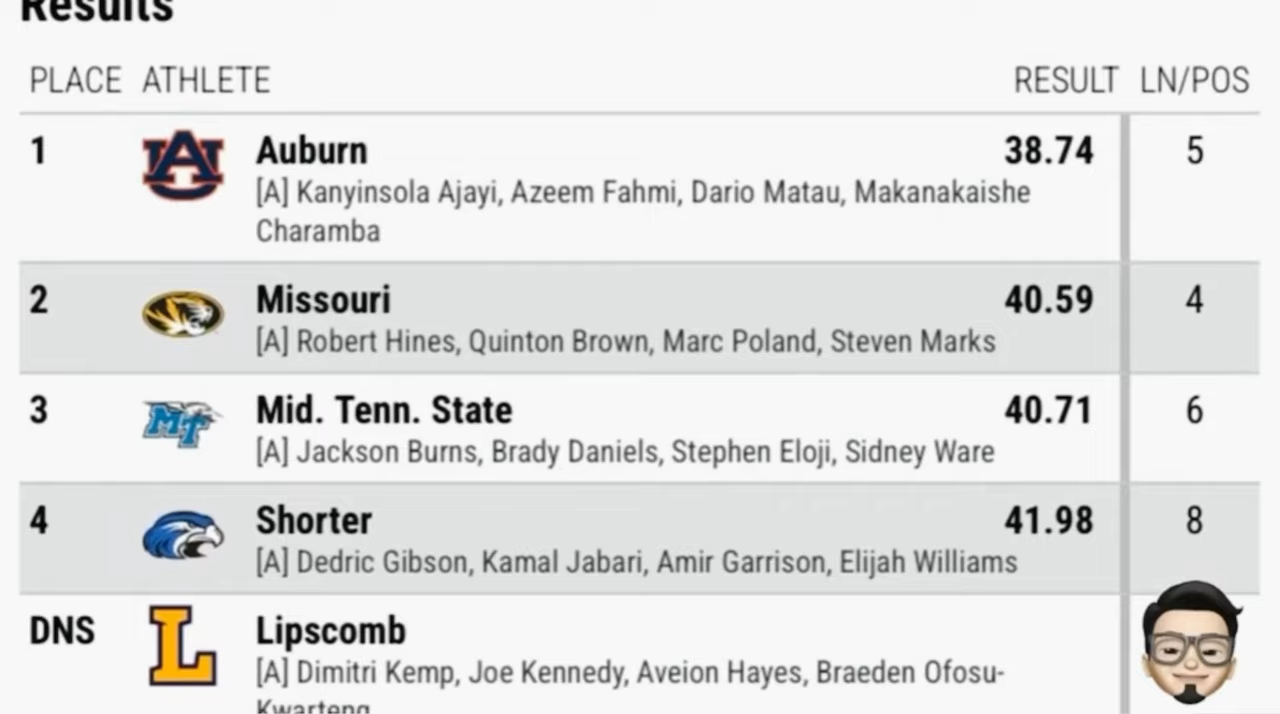 Results
PLACE ATHLETE RESULT LN/POS
1 Auburn 38.74 5
[A] Kanyinsola Ajayi, Azeem Fahmi, Dario Matau, Makanakaishe
Charamba
2 Missouri 40.59 4
[A] Robert Hines, Quinton Brown, Marc Poland, Steven Marks
3 Mid. Tenn. State 40.71 6
[A] Jackson Burns, Brady Daniels, Stephen Eloji, Sidney Ware
4 Shorter 41.98 8
[A] Dedric Gibson, Kamal Jabari, Amir Garrison, Elijah Williams
DNS Lipscomb
[A] Dimitri Kemp, Joe Kennedy, Aveion Hayes, Braeden Ofosu-
Kwarteng